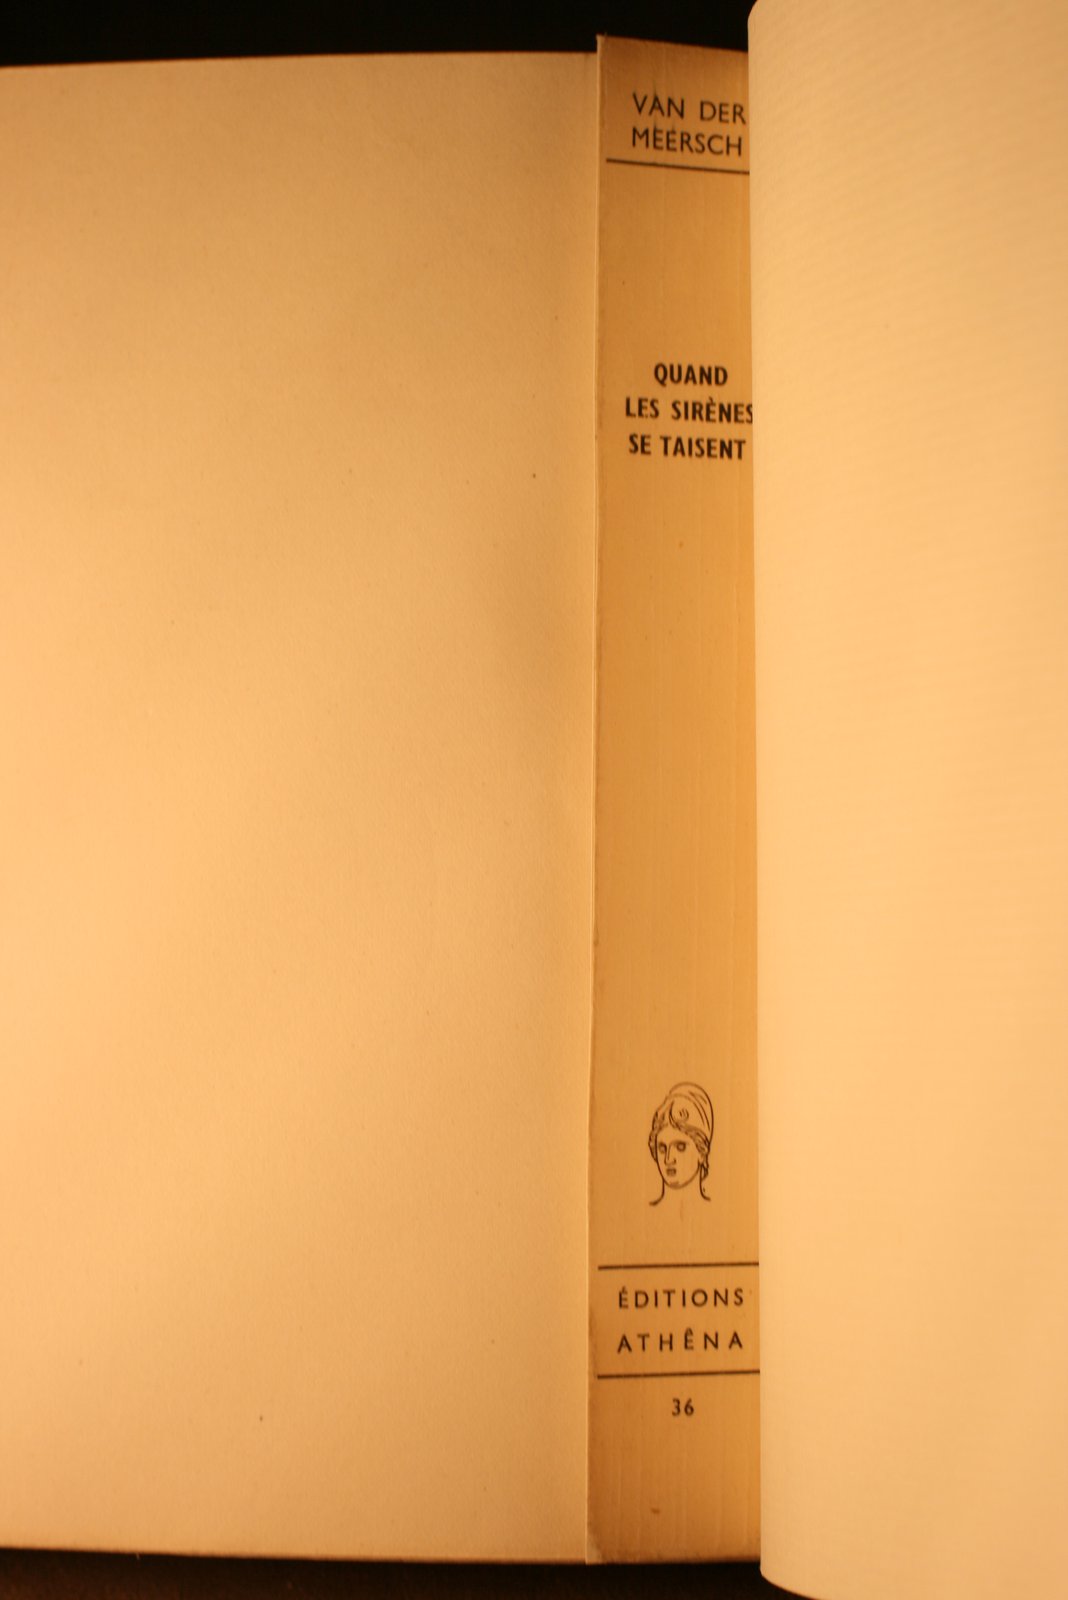 VAN DER
MEERSCH
QUAND
LES SIRÈNES
SE TAISENT
ÉDITIONS
ATHÊNA
36